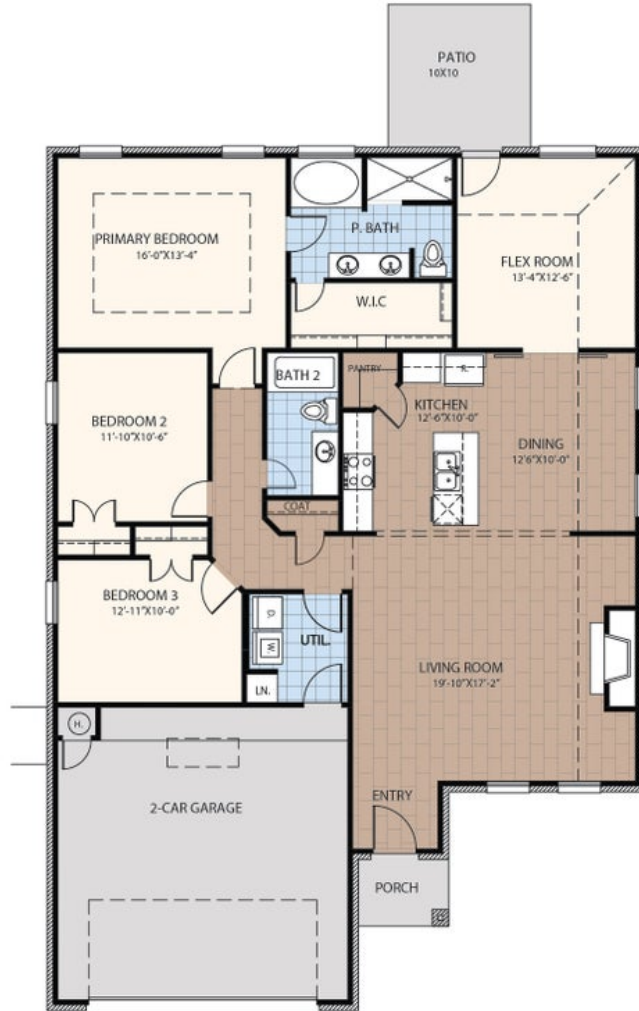 PATIO
10X10
PRIMARY BEDROOM
16'-0"X13'-4"
P. BATH
FLEX ROOM
13'-4"X12'-6"
W.I.C
BATH 2
PANTRY
R.
KITCHEN
12'-6"X10'-0"
BEDROOM 2
11'-10"X10'-6"
DINING
12'6"X10'-0"
COAT
BEDROOM 3
12'-11"X10'-0"
D.
W.
UTIL.
LN.
LIVING ROOM
19'-10"X17'-2"
H.
2-CAR GARAGE
ENTRY
PORCH